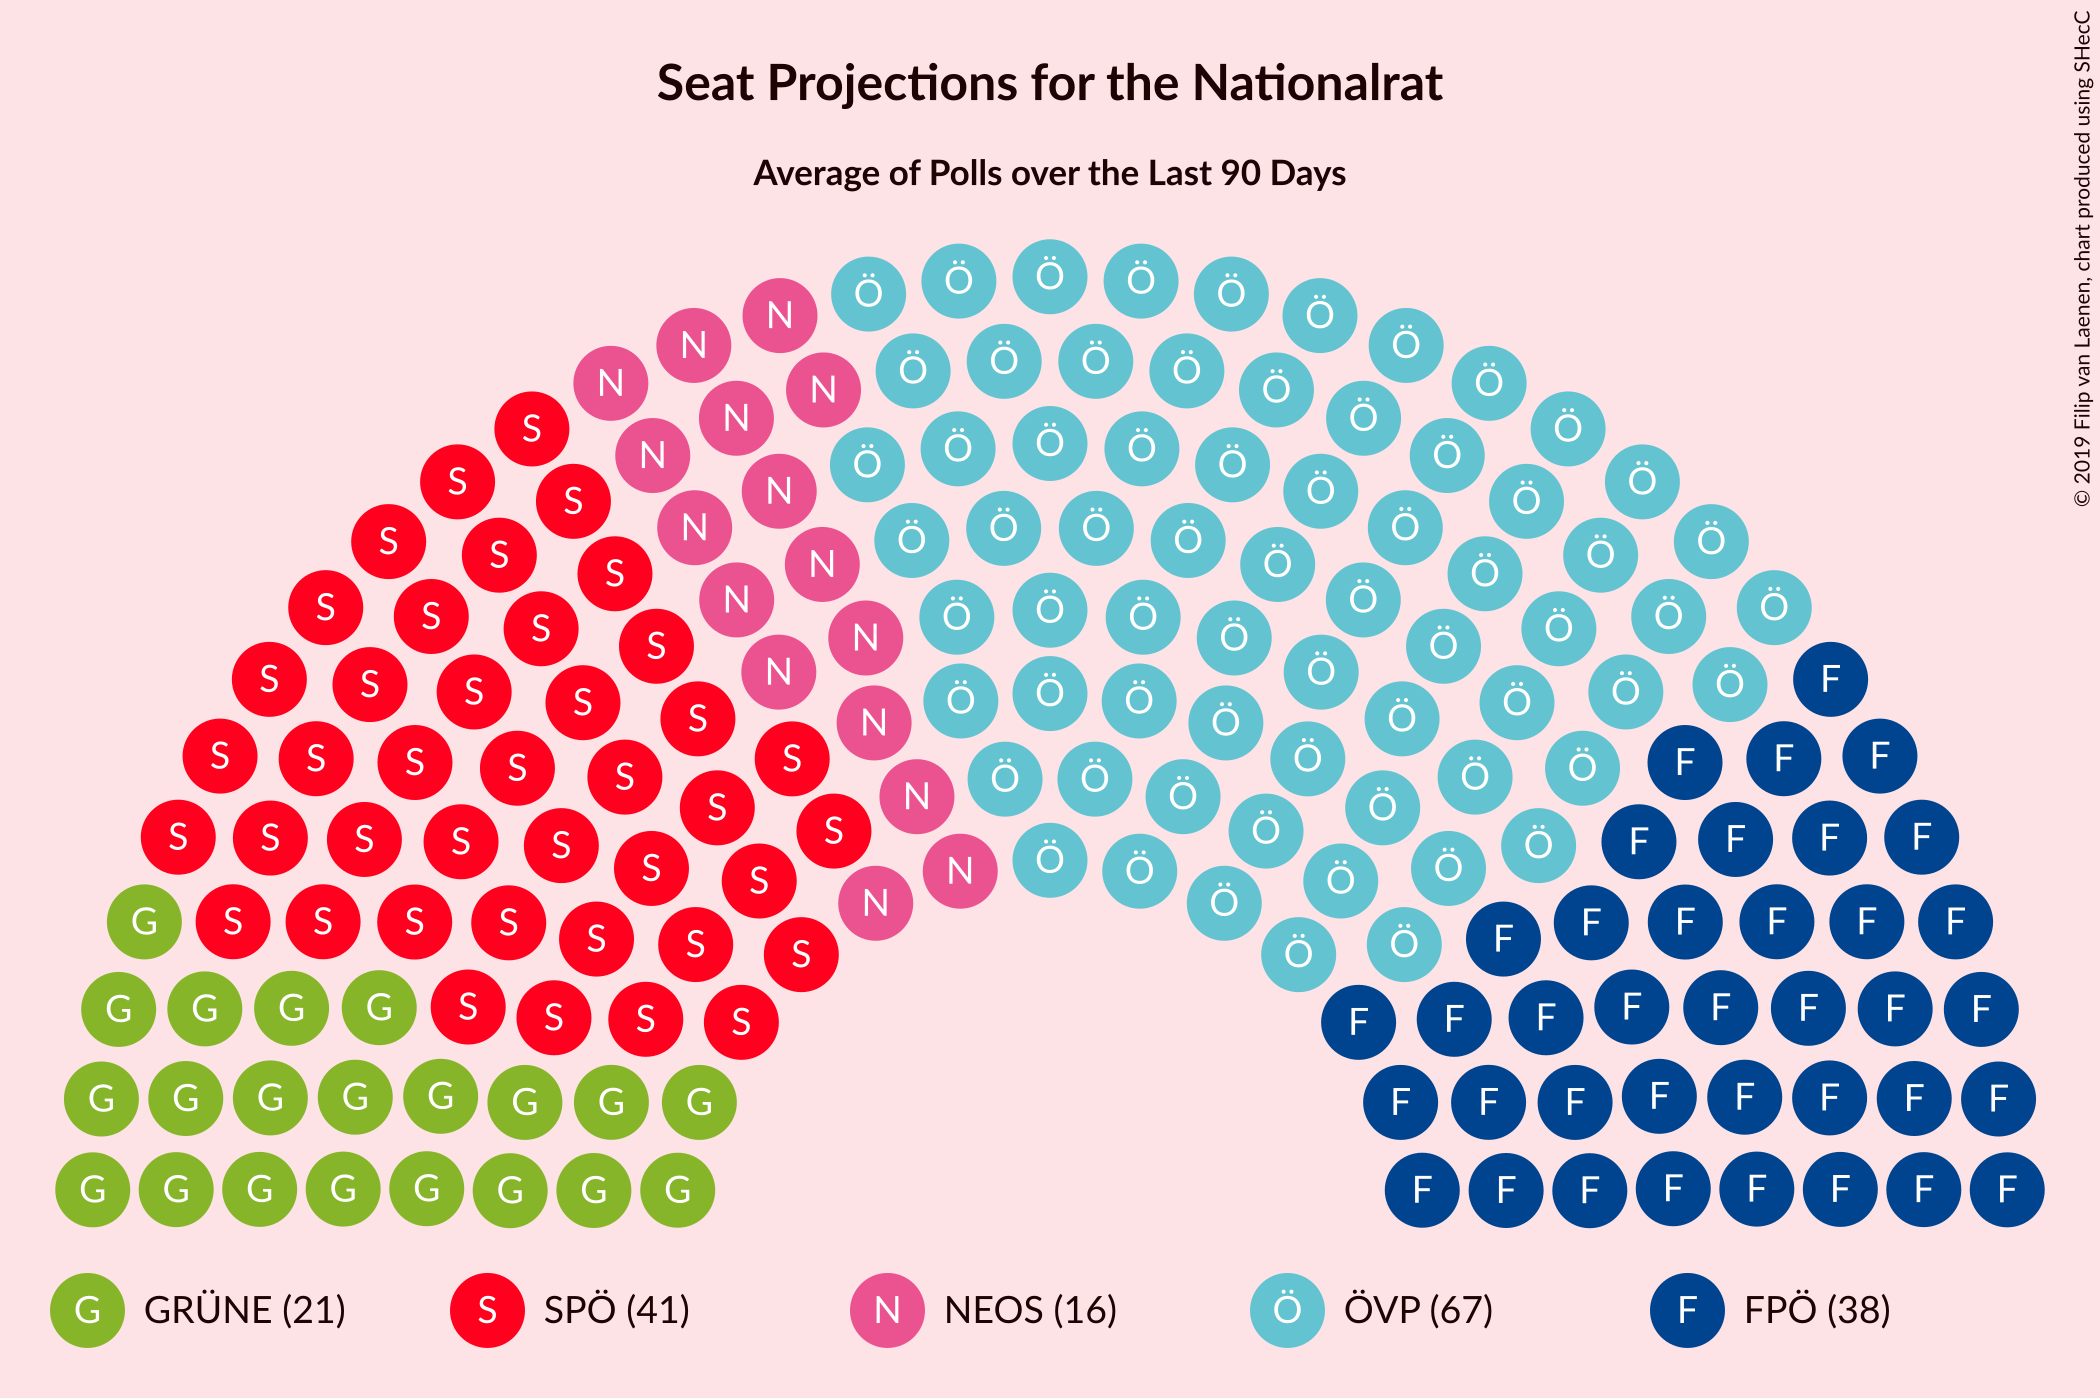 Seat Projections for the Nationalrat
Average of Polls over the Last 90 Days
© 2019 Filip van Laenen, chart produced using SHecC
Ö Ö Ö Ö Ö
N Ö
N Ö
Ö Ö Ö Ö
N N Ö Ö
N Ö
S Ö
Ö Ö Ö
N Ö Ö Ö
S N N Ö Ö Ö
S N Ö Ö
S Ö Ö Ö Ö Ö
S N Ö
S S N Ö Ö Ö
S N Ö Ö Ö
S S Ö Ö Ö Ö
S S N Ö Ö
S S N Ö Ö
S S S Ö Ö Ö Ö Ö F
S S S N Ö Ö
S S S S S S Ö Ö Ö F F F
S S N Ö Ö Ö Ö Ö
S S S S S S Ö Ö F F F F
S S N Ö Ö Ö Ö
S N N Ö Ö
G S S S S F F F F F
S S Ö F
S Ö
G G G G S F F F F F
S S S F F F
G G G G G G G G F F F F F F F F
G G G G G G G G F F F F F F F F
G GRÜNE (21) S SPÖ (41) N NEOS (16) Ö ÖVP (67) F FPÖ (38)